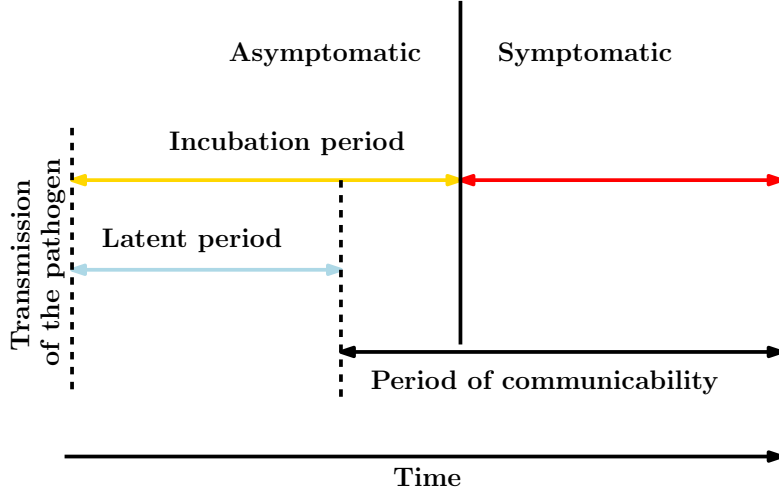 Asymptomatic
Symptomatic
Incubation period
Latent period
Transmission
of the pathogen
Period of communicability
Time